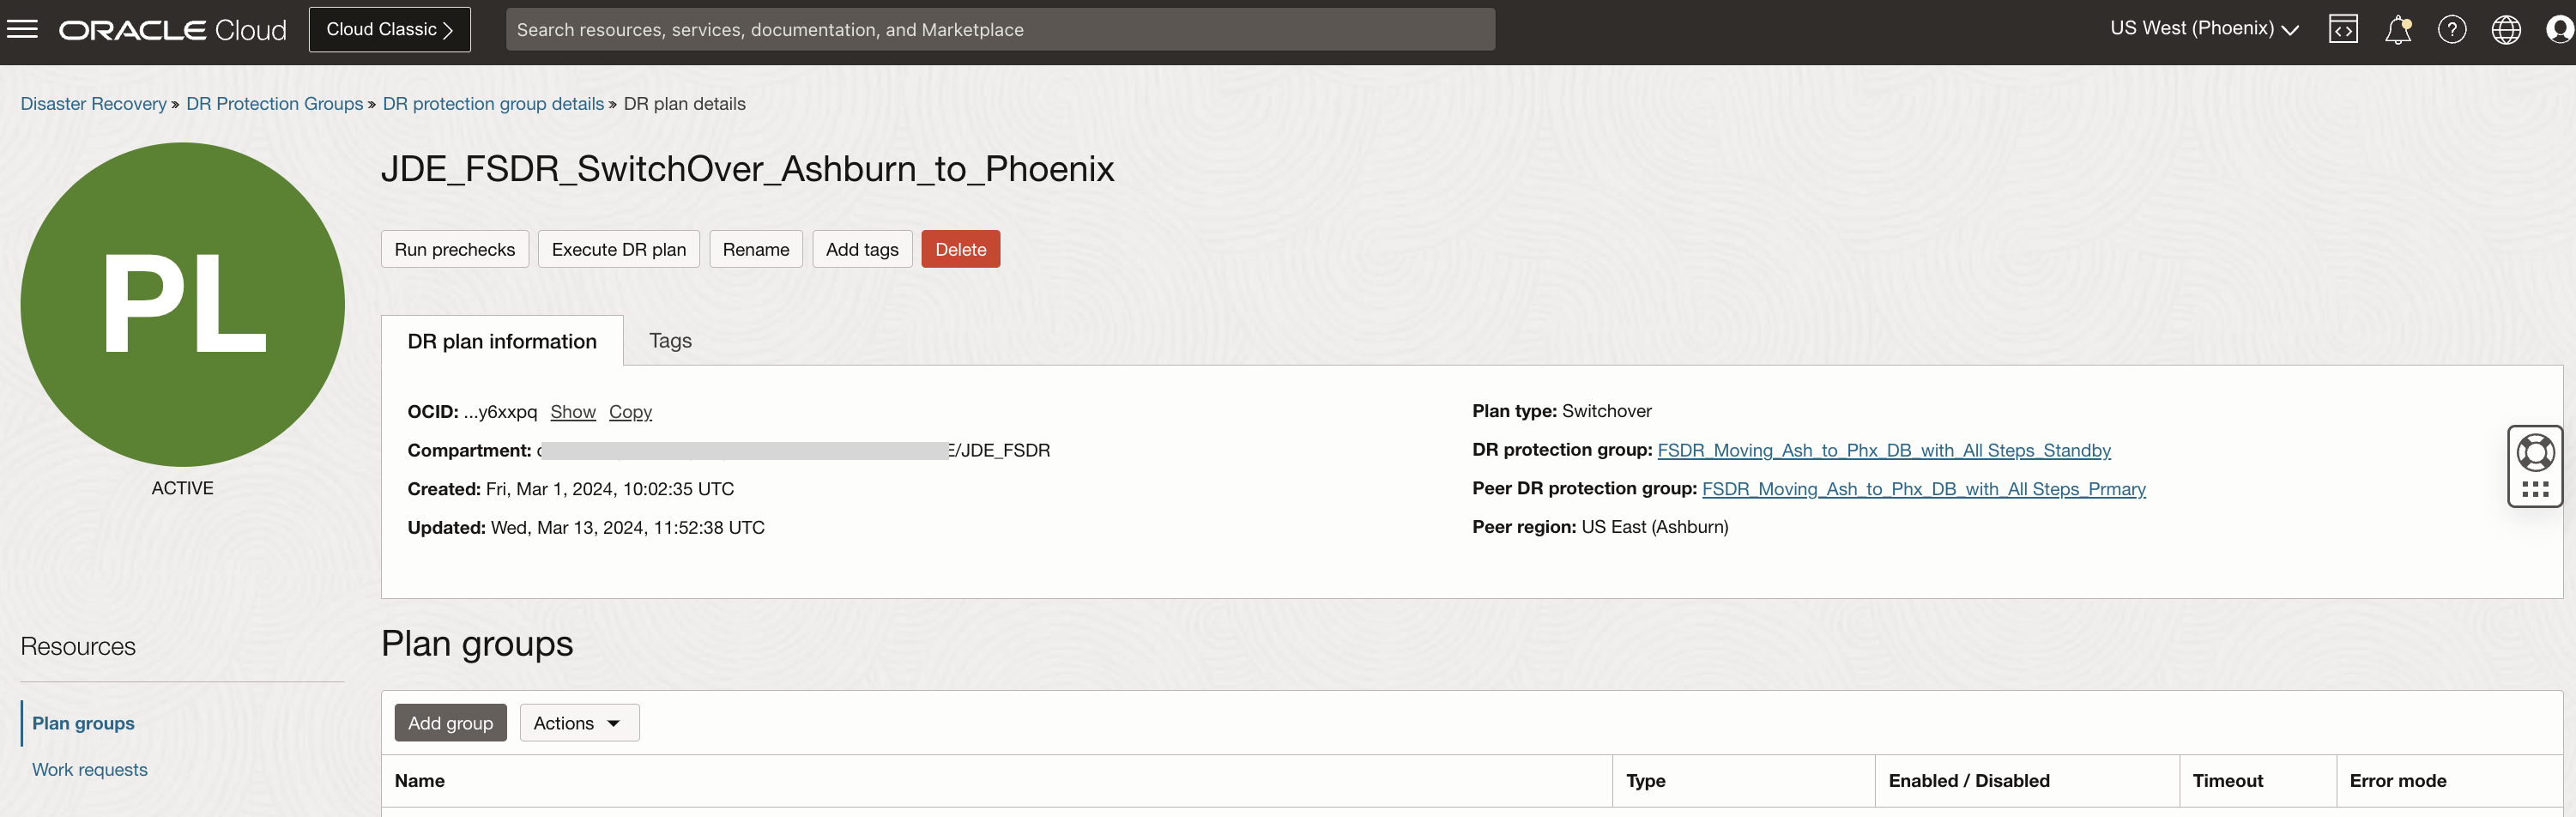 ORACLE Cloud
Cloud Classic
Search resources, services, documentation, and Marketplace
US West (Phoenix)
Disaster Recovery » DR Protection Groups » DR protection group details » DR plan details
PL
ACTIVE
JDE_FSDR_SwitchOver_Ashburn_to_Phoenix
Run prechecks
Execute DR plan
Rename
Add tags
Delete
DR plan information
Tags
OCID: ...y6xxpq Show Copy
Compartment: E/JDE_FSDR
Created: Fri, Mar 1, 2024, 10:02:35 UTC
Updated: Wed, Mar 13, 2024, 11:52:38 UTC
Plan type: Switchover
DR protection group: FSDR_Moving_Ash_to_Phx_DB_with_All Steps_Standby
Peer DR protection group: FSDR_Moving_Ash_to_Phx_DB_with_All Steps_Prmary
Peer region: US East (Ashburn)
Resources
Plan groups
Work requests
Plan groups
Add group
Actions
Name
Type
Enabled / Disabled
Timeout
Error mode